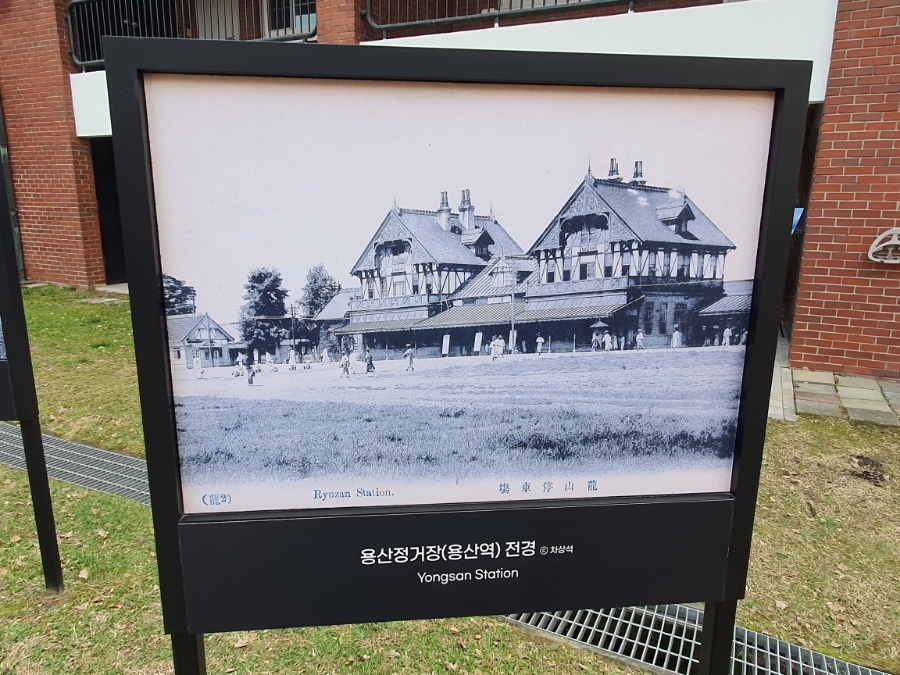 (龍2) Ryuzan Station. 塲車停山龍
용산정거장(용산역) 전경 © 차상석
Yongsan Station